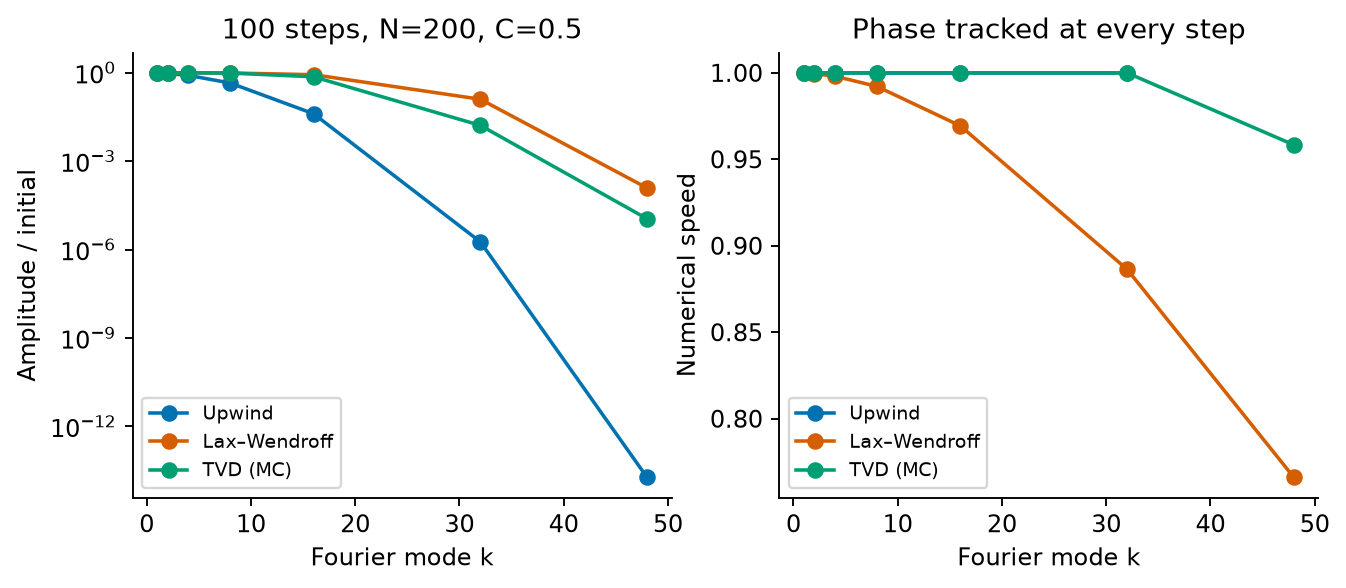 100 steps, N=200, C=0.5
Amplitude / initial
10⁰
10⁻³
10⁻⁶
10⁻⁹
10⁻¹²
Upwind
Lax–Wendroff
TVD (MC)
0 10 20 30 40 50
Fourier mode k
Phase tracked at every step
Numerical speed
1.00
0.95
0.90
0.85
0.80
Upwind
Lax–Wendroff
TVD (MC)
0 10 20 30 40 50
Fourier mode k